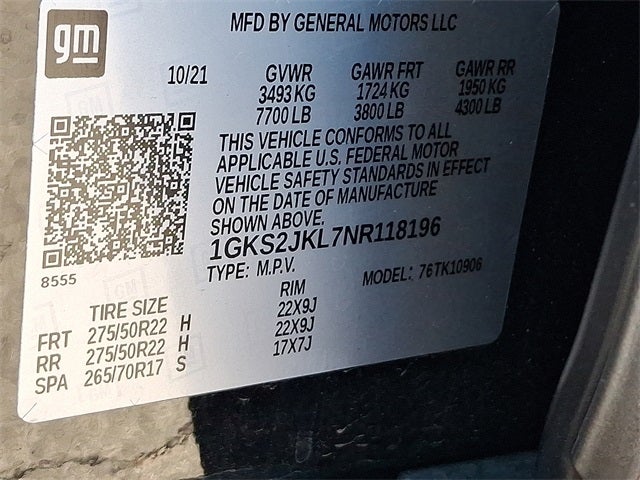 gm
MFD BY GENERAL MOTORS LLC
10/21 GVWR GAWR FRT GAWR RR
3493 KG 1724 KG 1950 KG
7700 LB 3800 LB 4300 LB
THIS VEHICLE CONFORMS TO ALL
APPLICABLE U.S. FEDERAL MOTOR
VEHICLE SAFETY STANDARDS IN EFFECT
ON THE DATE OF MANUFACTURE
SHOWN ABOVE.
1GKS2JKL7NR118196
8555
TYPE: M.P.V. MODEL: 76TK10906
TIRE SIZE RIM
FRT 275/50R22 H 22X9J
RR 275/50R22 H 22X9J
SPA 265/70R17 S 17X7J